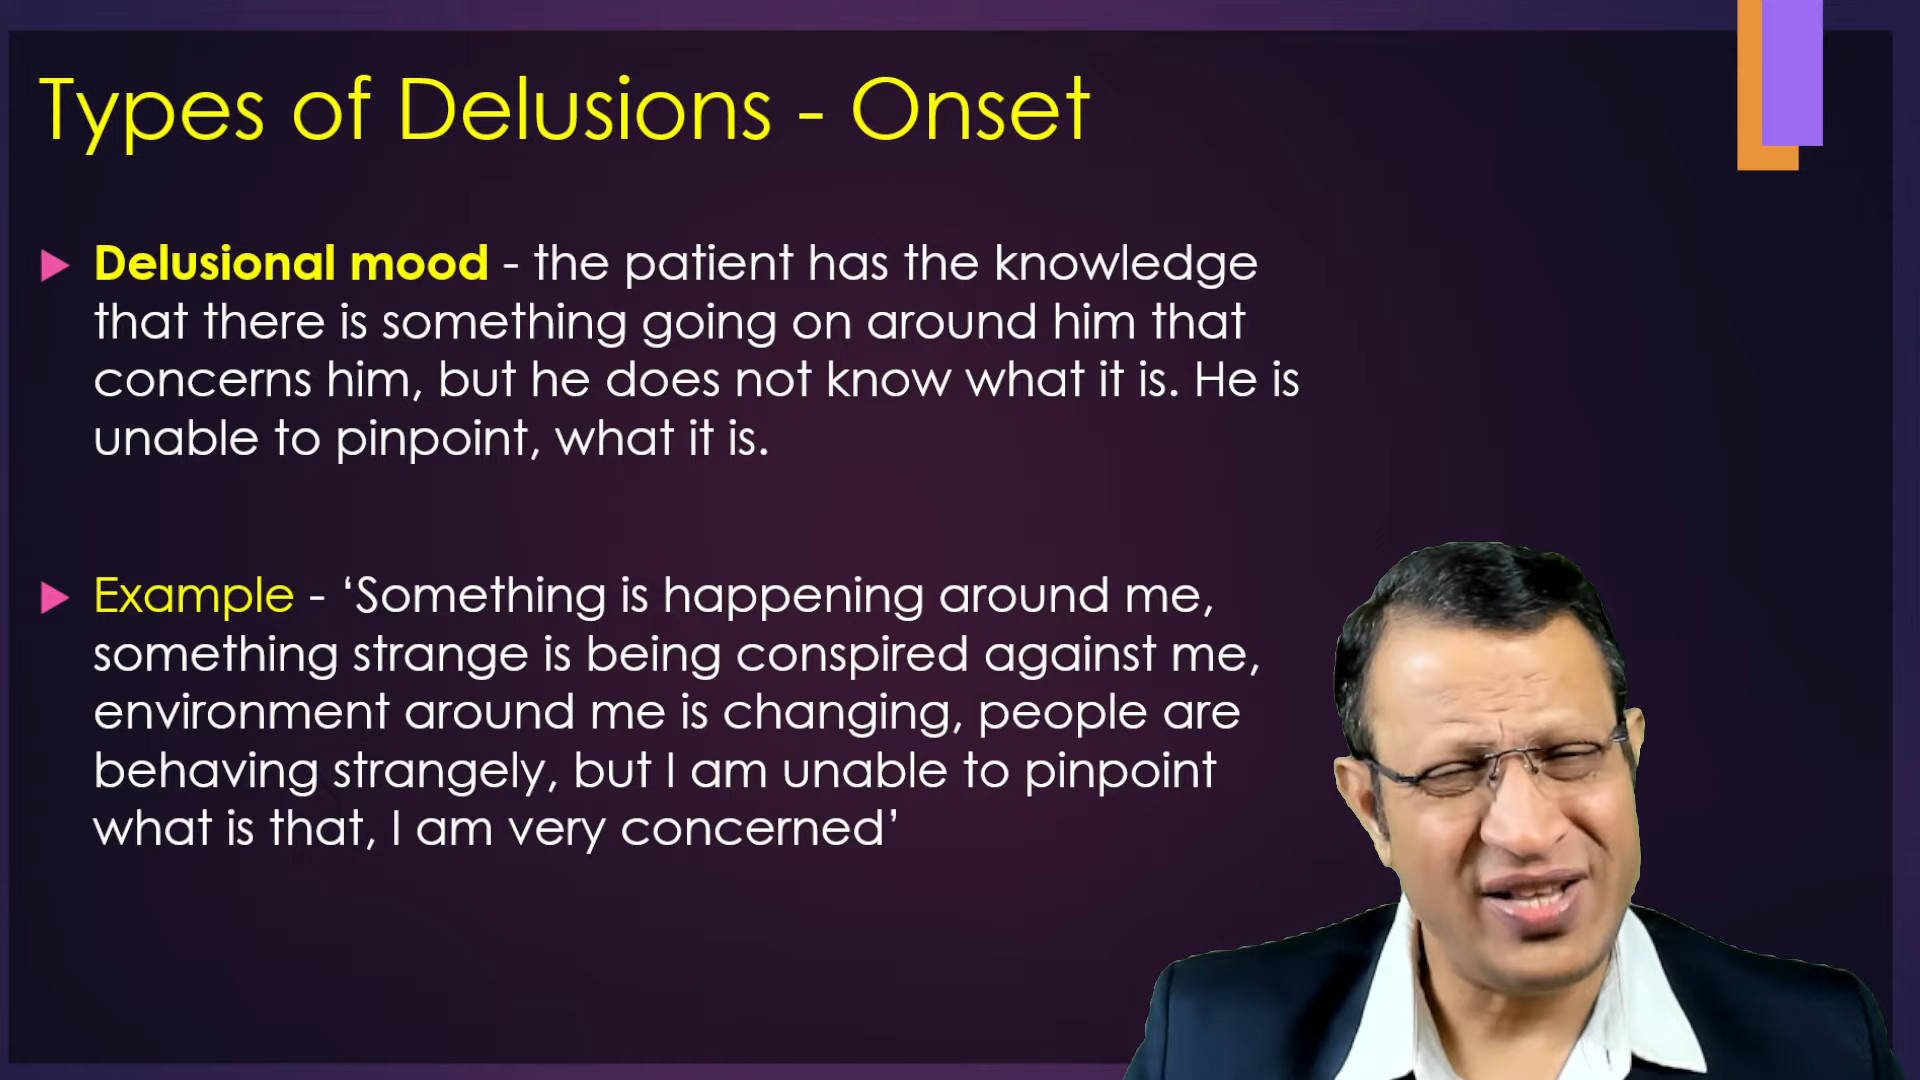 Types of Delusions - Onset
Delusional mood - the patient has the knowledge
that there is something going on around him that
concerns him, but he does not know what it is. He is
unable to pinpoint, what it is.
Example - ‘Something is happening around me,
something strange is being conspired against me,
environment around me is changing, people are
behaving strangely, but I am unable to pinpoint
what is that, I am very concerned’